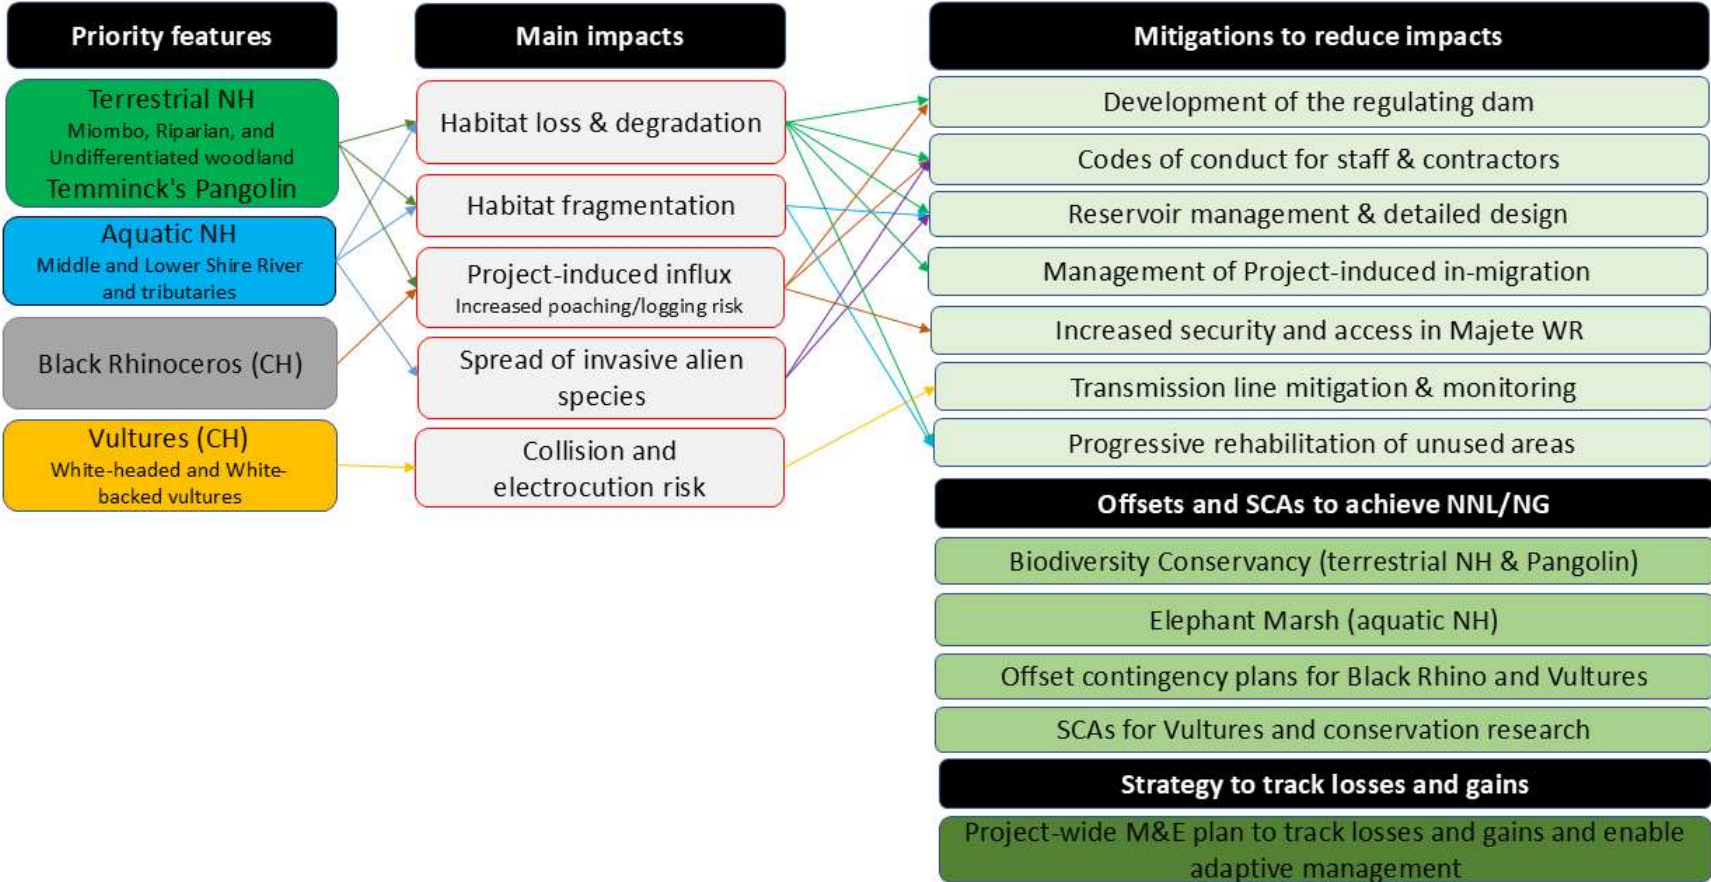 Priority features
Terrestrial NH
Miombo, Riparian, and
Undifferentiated woodland
Temminck's Pangolin
Aquatic NH
Middle and Lower Shire River
and tributaries
Black Rhinoceros (CH)
Vultures (CH)
White-headed and White-
backed vultures
Main impacts
Habitat loss & degradation
Habitat fragmentation
Project-induced influx
Increased poaching/logging risk
Spread of invasive alien
species
Collision and
electrocution risk
Mitigations to reduce impacts
Development of the regulating dam
Codes of conduct for staff & contractors
Reservoir management & detailed design
Management of Project-induced in-migration
Increased security and access in Majete WR
Transmission line mitigation & monitoring
Progressive rehabilitation of unused areas
Offsets and SCAs to achieve NNL/NG
Biodiversity Conservancy (terrestrial NH & Pangolin)
Elephant Marsh (aquatic NH)
Offset contingency plans for Black Rhino and Vultures
SCAs for Vultures and conservation research
Strategy to track losses and gains
Project-wide M&E plan to track losses and gains and enable
adaptive management